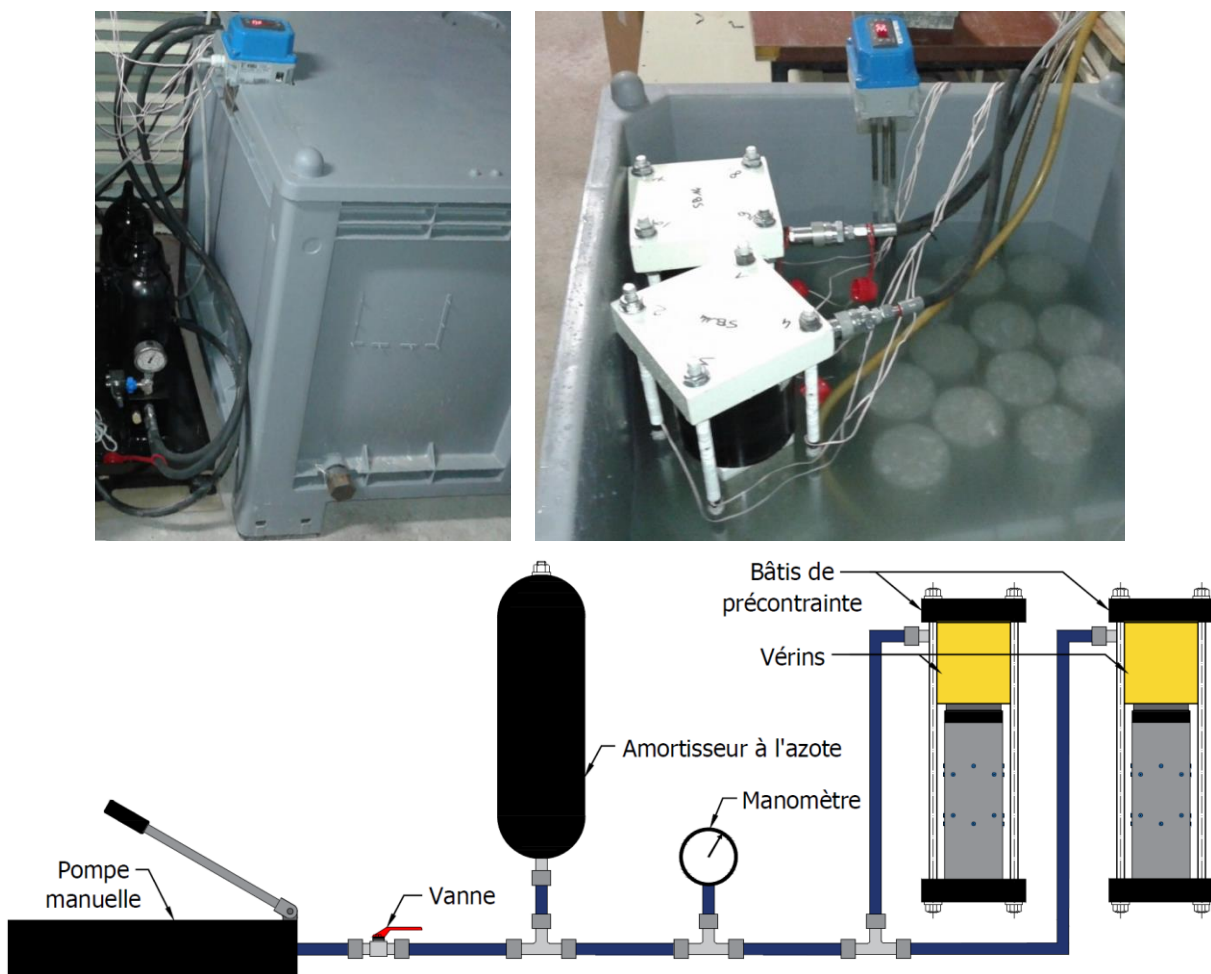 Bâtis de
précontrainte
Vérins
Amortisseur à l'azote
Manomètre
Pompe
manuelle
Vanne